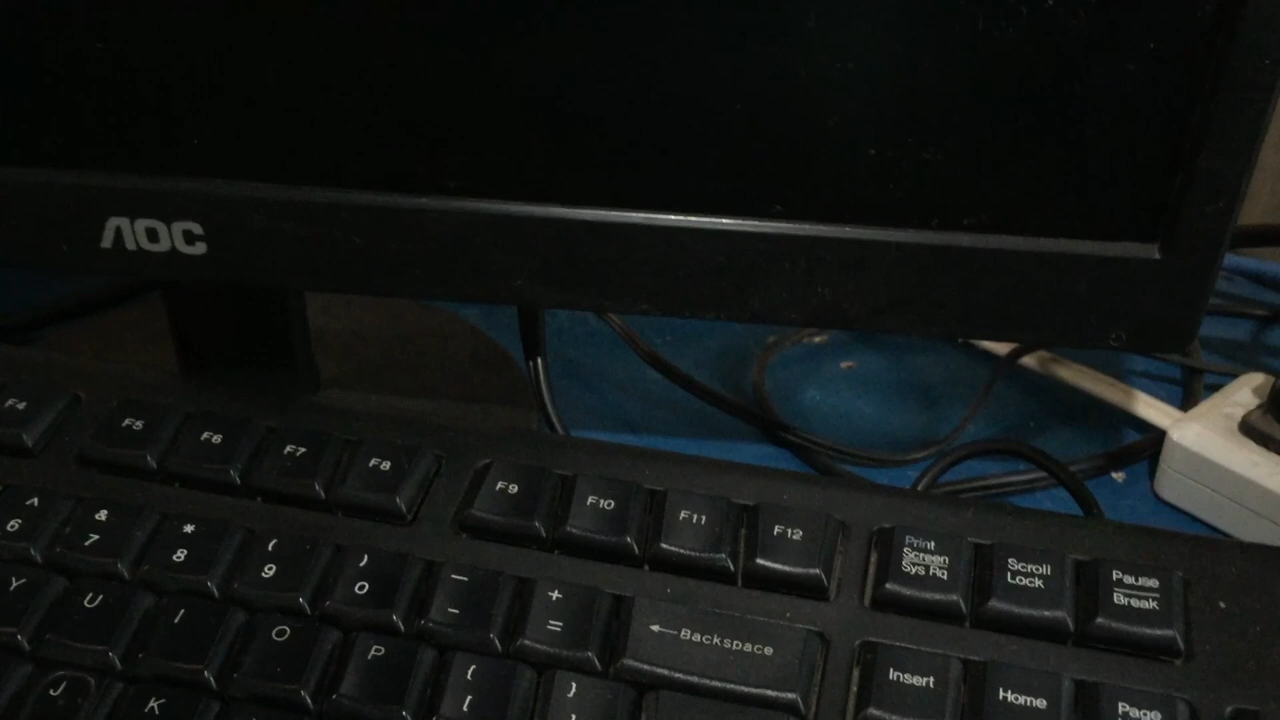 AOC
F4
F5
F6
F7
F8
F9
F10
F11
F12
Print
Screen
Sys Rq
Scroll
Lock
Pause
Break
^
6
&
7
*
8
(
9
)
0
—
-
+
=
←Backspace
Insert
Home
Page
Y
U
I
O
P
{
[
}
]
J
K